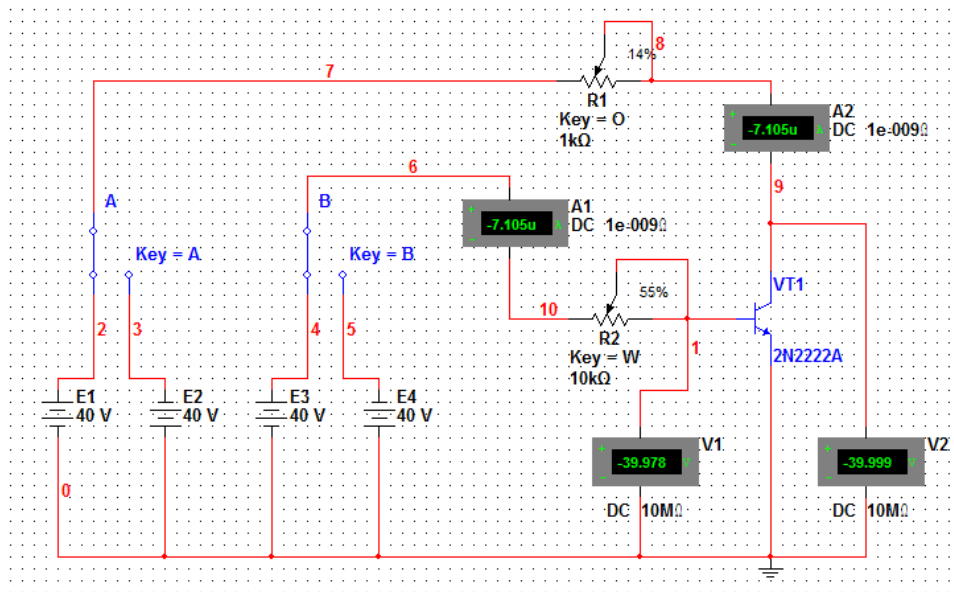 8
14%
7
R1
Key = O
1kΩ
A2
-7.105u A
DC 1e-009Ω
6
9
A
B
A1
-7.105u A
DC 1e-009Ω
Key = A
Key = B
VT1
55%
10
2 3
4 5
R2
1
2N2222A
Key = W
10kΩ
E1
40 V
E2
40 V
E3
40 V
E4
40 V
V1
-39.978 V
V2
-39.999 V
0
DC 10MΩ
DC 10MΩ